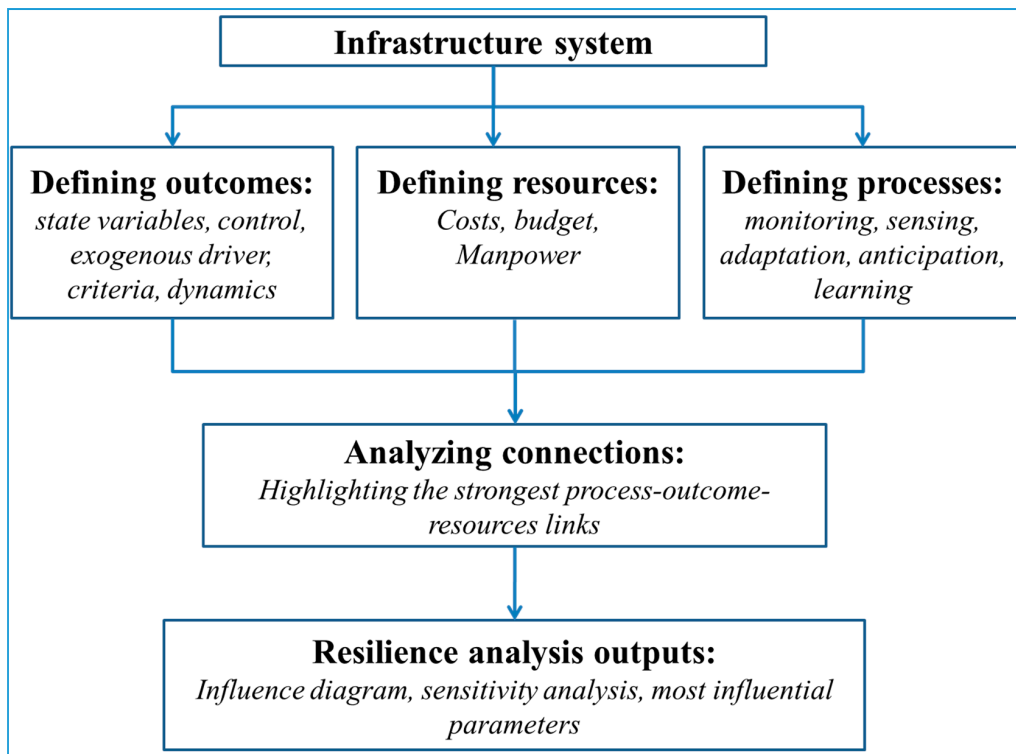 Infrastructure system
Defining outcomes:
state variables, control,
exogenous driver,
criteria, dynamics
Defining resources:
Costs, budget,
Manpower
Defining processes:
monitoring, sensing,
adaptation, anticipation,
learning
Analyzing connections:
Highlighting the strongest process-outcome-
resources links
Resilience analysis outputs:
Influence diagram, sensitivity analysis, most influential
parameters